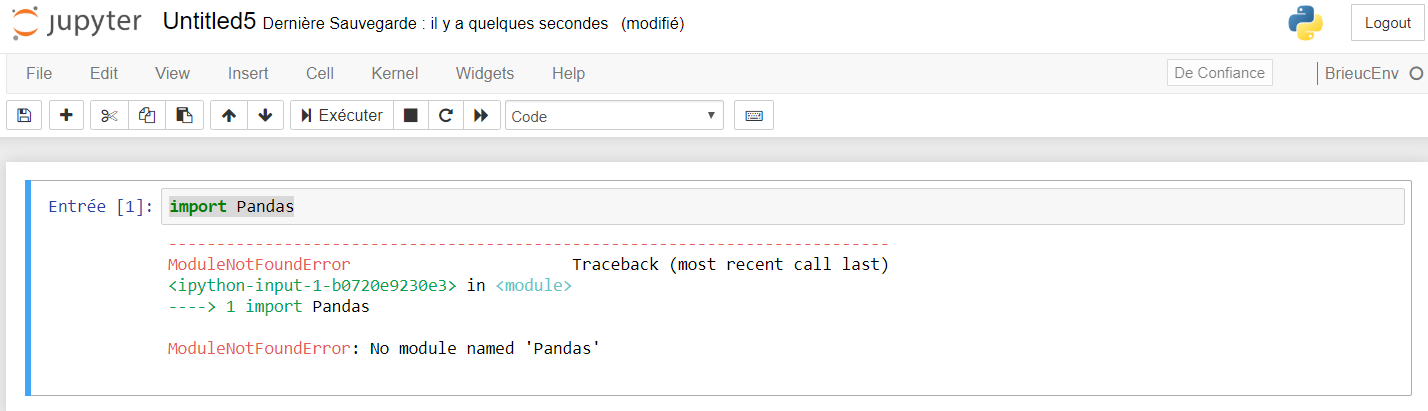 jupyter Untitled5 Dernière Sauvegarde : il y a quelques secondes (modifié) Logout
File Edit View Insert Cell Kernel Widgets Help De Confiance BrieucEnv
Exécuter Code
Entrée [1]: import Pandas
---------------------------------------------------------------------------
ModuleNotFoundError Traceback (most recent call last)
<ipython-input-1-b0720e9230e3> in <module>
----> 1 import Pandas
ModuleNotFoundError: No module named 'Pandas'